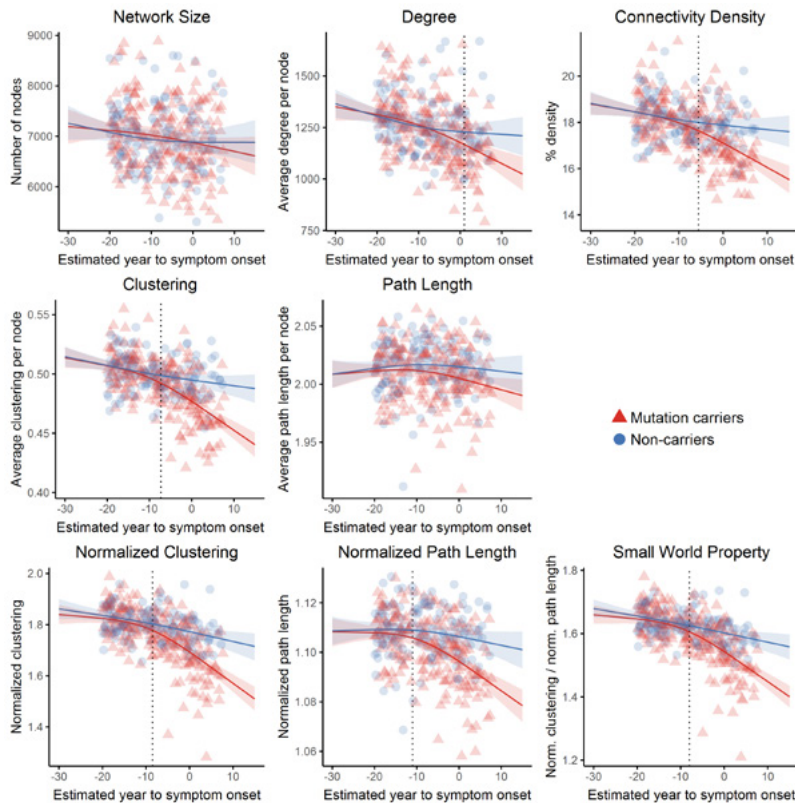 Network Size
Degree
Connectivity Density
Number of nodes
9000
8000
7000
6000
-30 -20 -10 0 10
Estimated year to symptom onset
Average degree per node
1500
1250
1000
750
-30 -20 -10 0 10
Estimated year to symptom onset
% density
20
18
16
14
-30 -20 -10 0 10
Estimated year to symptom onset
Clustering
Path Length
Average clustering per node
0.55
0.50
0.45
0.40
-30 -20 -10 0 10
Estimated year to symptom onset
Average path length per node
2.05
2.00
1.95
-30 -20 -10 0 10
Estimated year to symptom onset
Mutation carriers
Non-carriers
Normalized Clustering
Normalized Path Length
Small World Property
Normalized clustering
2.0
1.8
1.6
1.4
-30 -20 -10 0 10
Estimated year to symptom onset
Normalized path length
1.12
1.10
1.08
1.06
-30 -20 -10 0 10
Estimated year to symptom onset
Norm. clustering / norm. path length
1.8
1.6
1.4
1.2
-30 -20 -10 0 10
Estimated year to symptom onset